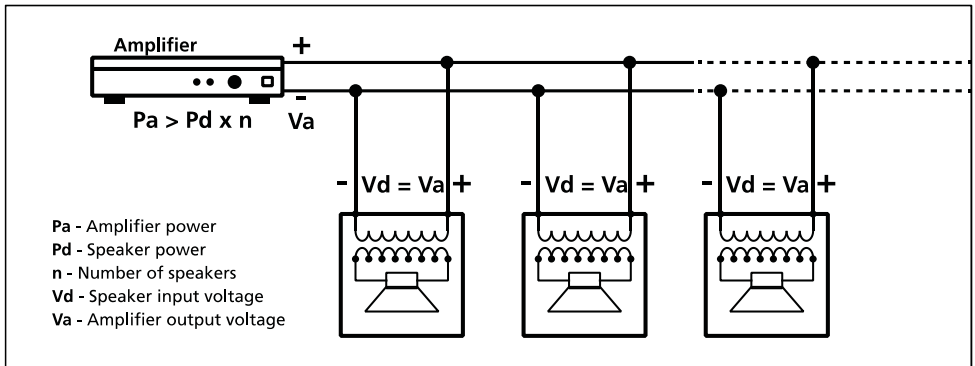 Amplifier
+
-
Pa > Pd x n
Va
- Vd = Va +
- Vd = Va +
- Vd = Va +
Pa - Amplifier power
Pd - Speaker power
n - Number of speakers
Vd - Speaker input voltage
Va - Amplifier output voltage